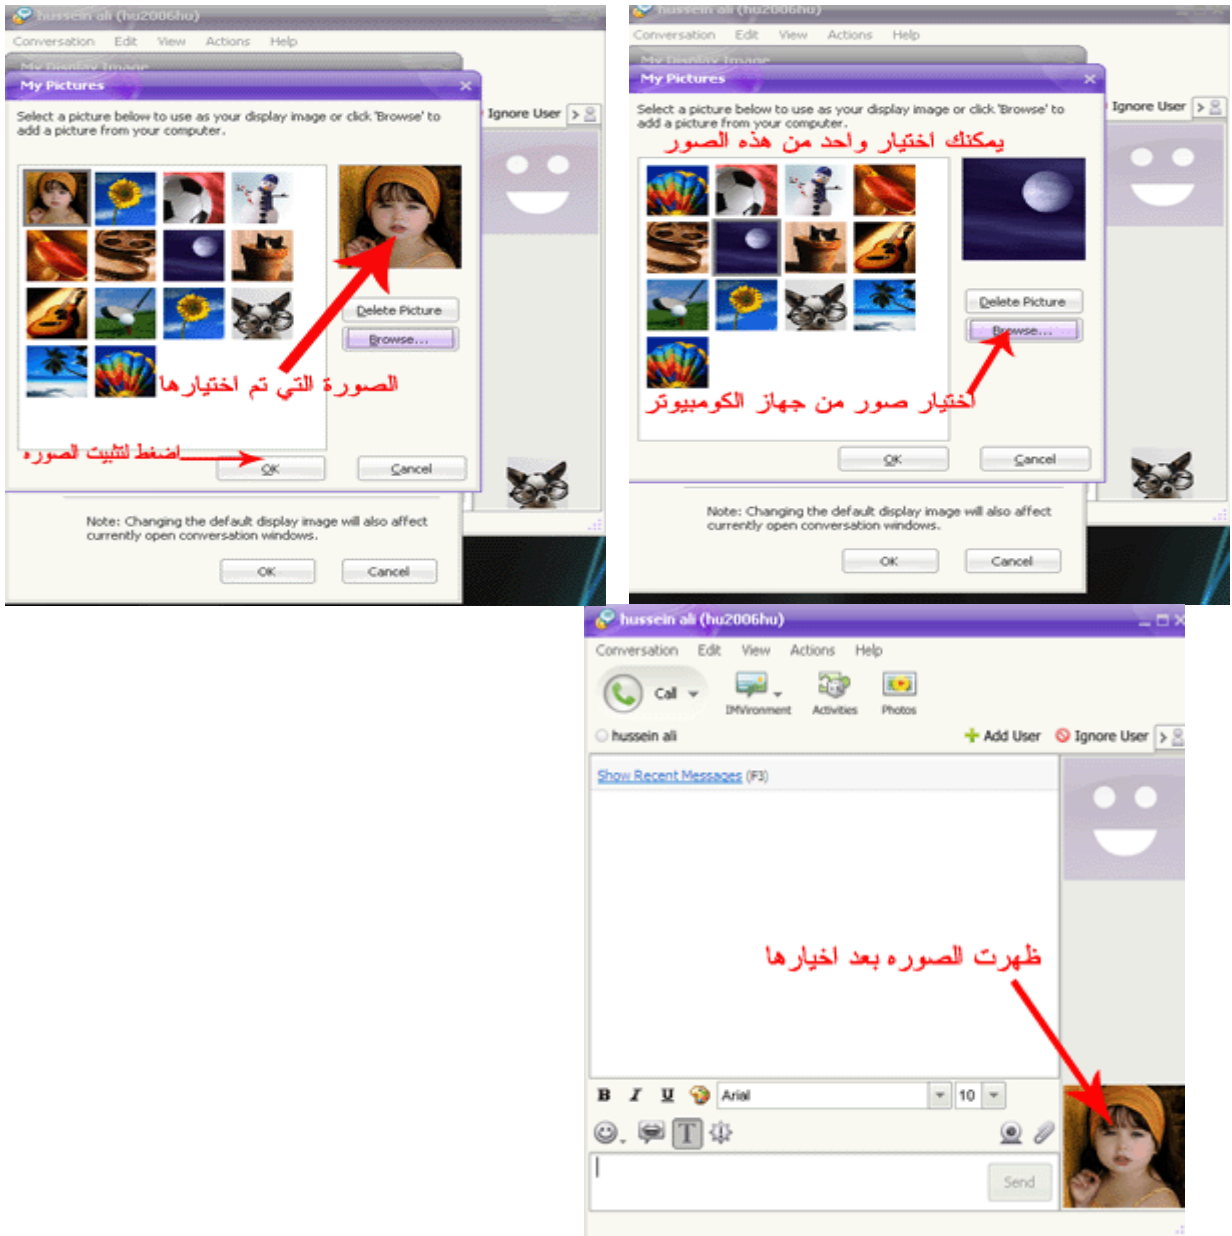 hussein ali (hu2006hu)
Conversation Edit View Actions Help
My Display Image
My Pictures
Select a picture below to use as your display image or click 'Browse' to
add a picture from your computer.
Ignore User
Delete Picture
Browse...
الصورة التي تم اختيارها
اضغط لتثبيت الصوره
OK Cancel
Note: Changing the default display image will also affect
currently open conversation windows.
OK Cancel
hussein ali (hu2006hu)
Conversation Edit View Actions Help
My Display Image
My Pictures
Select a picture below to use as your display image or click 'Browse' to
add a picture from your computer.
Ignore User
يمكنك اختيار واحد من هذه الصور
Delete Picture
Browse...
اختيار صور من جهاز الكومبيوتر
OK Cancel
Note: Changing the default display image will also affect
currently open conversation windows.
OK Cancel
hussein ali (hu2006hu)
Conversation Edit View Actions Help
Call
IMVironment Activities Photos
hussein ali Add User Ignore User
Show Recent Messages (F3)
ظهرت الصوره بعد اخيارها
B I U Arial 10
T
Send